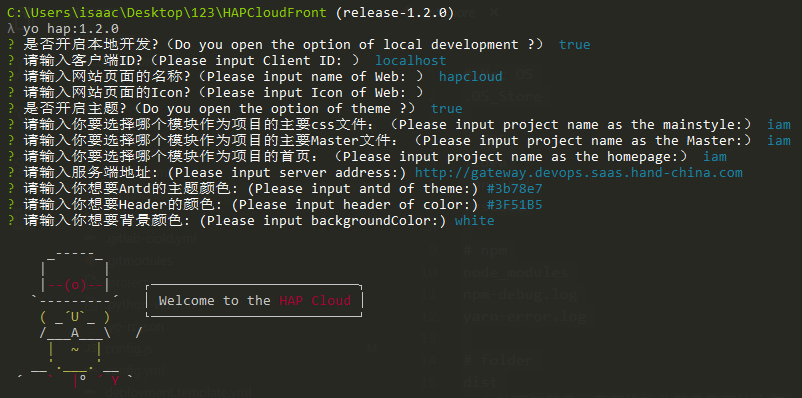 C:\Users\isaac\Desktop\123\HAPCloudFront (release-1.2.0)
λ yo hap:1.2.0
? 是否开启本地开发?（Do you open the option of local development ?） true
? 请输入客户端ID?（Please input Client ID: ） localhost
? 请输入网站页面的名称?（Please input name of Web: ） hapcloud
? 请输入网站页面的Icon?（Please input Icon of Web: ）
? 是否开启主题?（Do you open the option of theme ?） true
? 请输入你要选择哪个模块作为项目的主要css文件：（Please input project name as the mainstyle:） iam
? 请输入你要选择哪个模块作为项目的主要Master文件：（Please input project name as the Master:） iam
? 请输入你要选择哪个模块作为项目的首页：（Please input project name as the homepage:） iam
? 请输入服务端地址: (Please input server address:) http://gateway.devops.saas.hand-china.com
? 请输入你想要Antd的主题颜色: (Please input antd of theme:) #3b78e7
? 请输入你想要Header的颜色: (Please input header of color:) #3F51B5
? 请输入你想要背景颜色: (Please input backgroundColor:) white
Welcome to the HAP Cloud
# npm
node_modules
npm-debug.log
yarn-error.log
# folder
dist